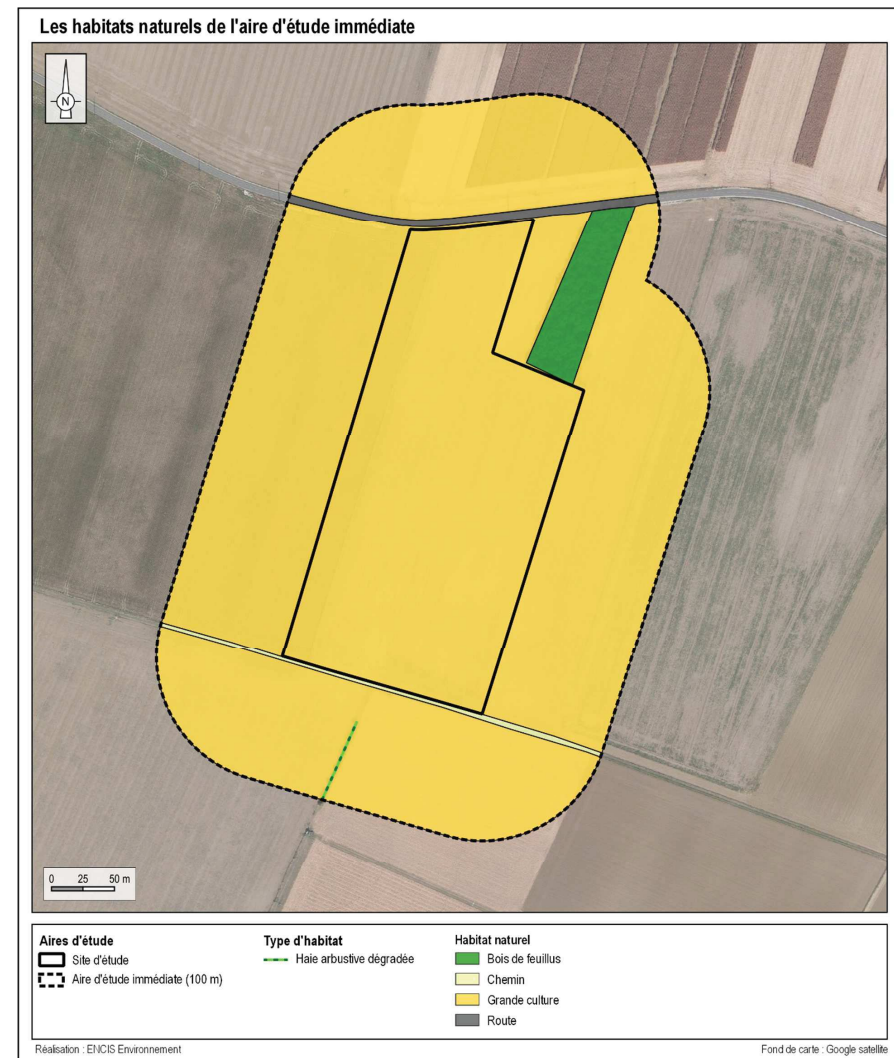 Les habitats naturels de l'aire d'étude immédiate
N
0 25 50 m
Aires d'étude
Site d'étude
Aire d'étude immédiate (100 m)
Type d'habitat
Haie arbustive dégradée
Habitat naturel
Bois de feuillus
Chemin
Grande culture
Route
Réalisation : ENCIS Environnement
Fond de carte : Google satellite